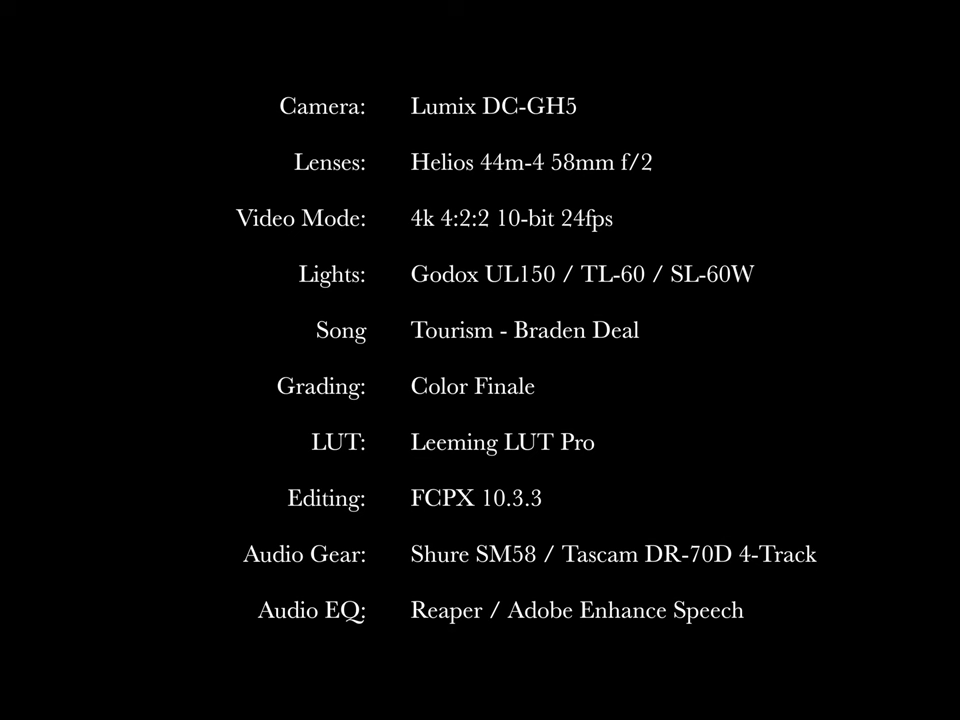 Camera: Lumix DC-GH5
Lenses: Helios 44m-4 58mm f/2
Video Mode: 4k 4:2:2 10-bit 24fps
Lights: Godox UL150 / TL-60 / SL-60W
Song Tourism - Braden Deal
Grading: Color Finale
LUT: Leeming LUT Pro
Editing: FCPX 10.3.3
Audio Gear: Shure SM58 / Tascam DR-70D 4-Track
Audio EQ: Reaper / Adobe Enhance Speech